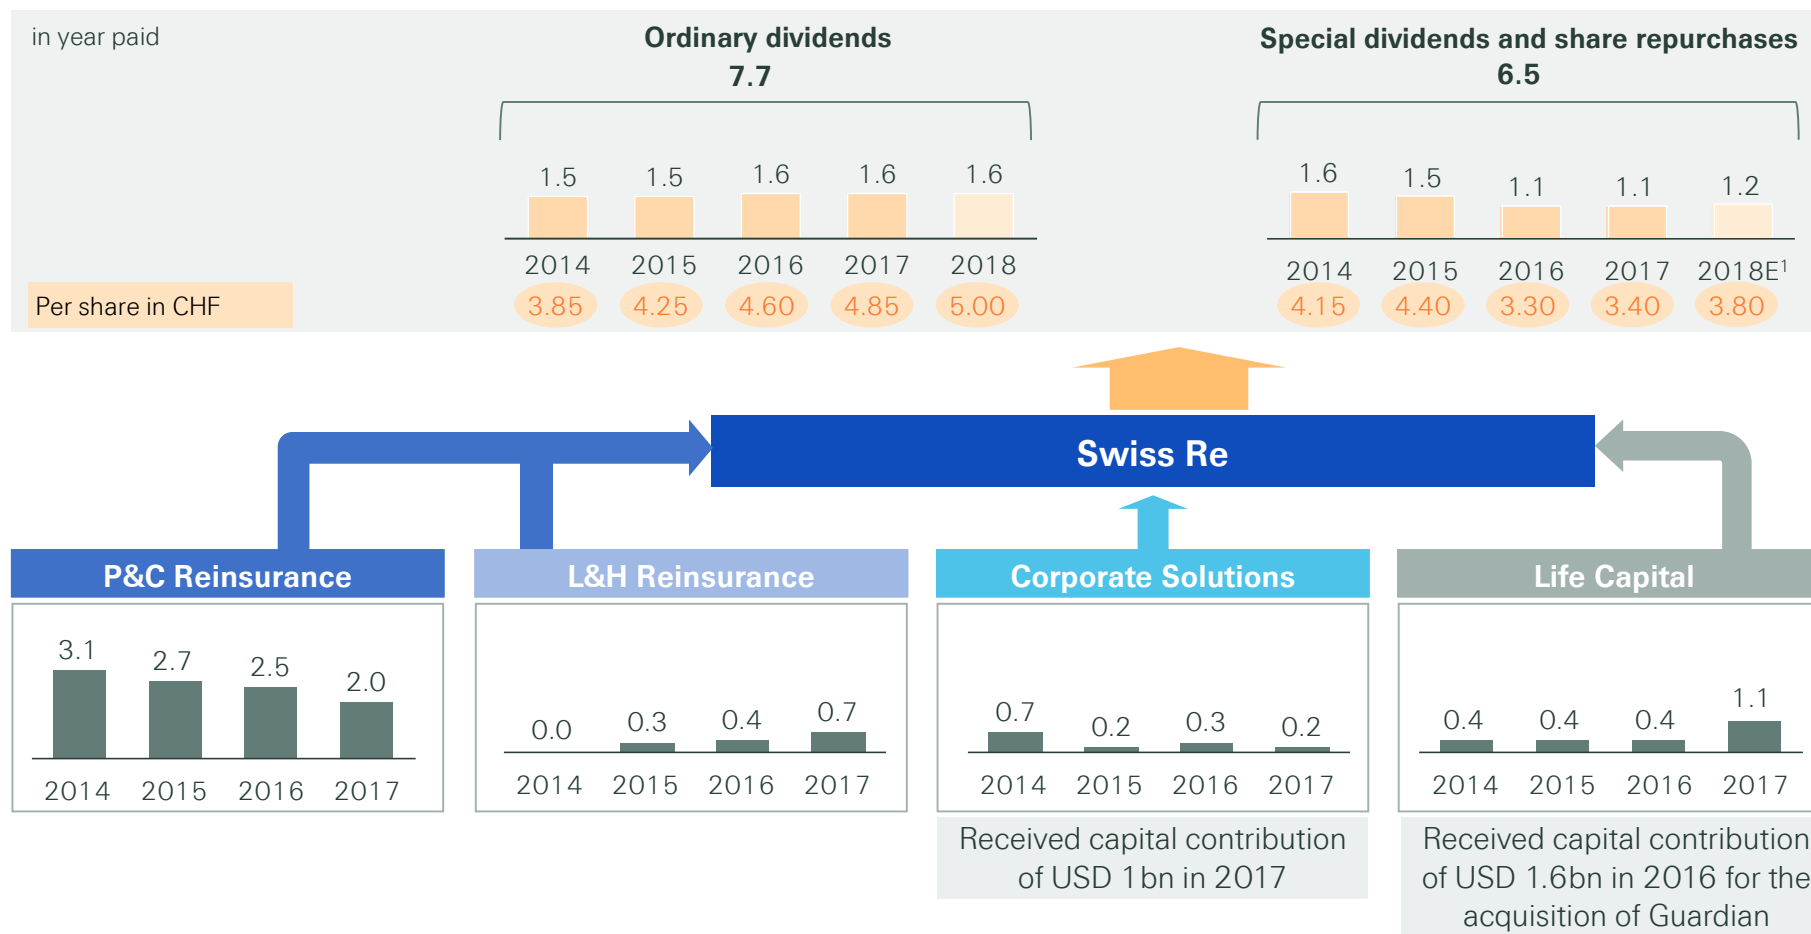 in year paid
Ordinary dividends
7.7
1.5 1.5 1.6 1.6 1.6
2014 2015 2016 2017 2018
Special dividends and share repurchases
6.5
1.6 1.5 1.1 1.1 1.2
2014 2015 2016 2017 2018E¹
Per share in CHF
3.85 4.25 4.60 4.85 5.00
4.15 4.40 3.30 3.40 3.80
Swiss Re
P&C Reinsurance
3.1 2.7 2.5 2.0
2014 2015 2016 2017
L&H Reinsurance
0.0 0.3 0.4 0.7
2014 2015 2016 2017
Corporate Solutions
0.7 0.2 0.3 0.2
2014 2015 2016 2017
Received capital contribution
of USD 1bn in 2017
Life Capital
0.4 0.4 0.4 1.1
2014 2015 2016 2017
Received capital contribution
of USD 1.6bn in 2016 for the
acquisition of Guardian